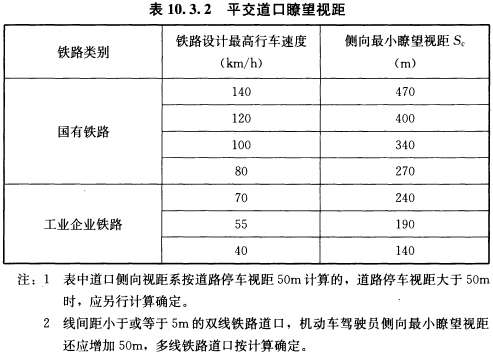 表 10.3.2 平交道口瞭望视距
铁路类别 铁路设计最高行车速度（km/h） 侧向最小瞭望视距 Sc（m）
国有铁路 140 470
120 400
100 340
80 270
工业企业铁路 70 240
55 190
40 140
注：1 表中道口侧向视距系按道路停车视距 50m 计算的，道路停车视距大于 50m
时，应另行计算确定。
2 线间距小于或等于 5m 的双线铁路道口，机动车驾驶员侧向最小瞭望视距
还应增加 50m，多线铁路道口按计算确定。